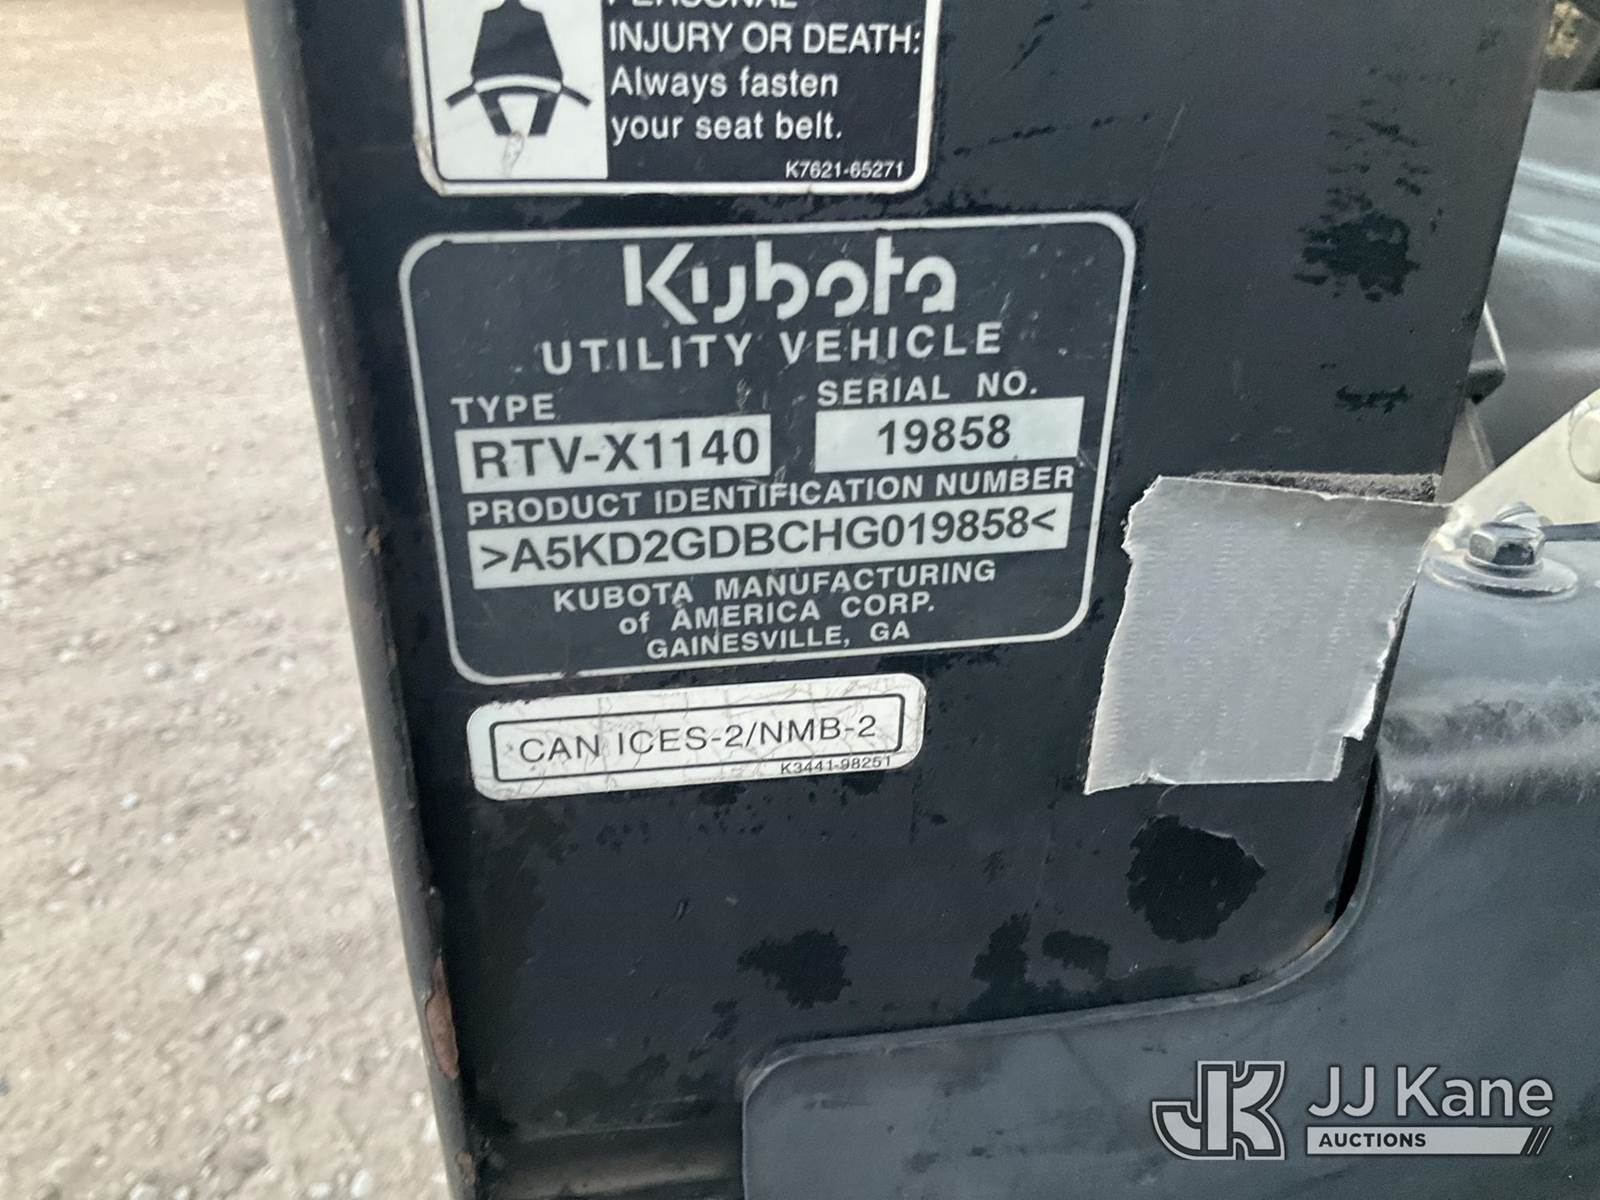 PERSONAL
INJURY OR DEATH:
Always fasten
your seat belt.
K7621-65271
Kubota
UTILITY VEHICLE
TYPE SERIAL NO.
RTV-X1140 19858
PRODUCT IDENTIFICATION NUMBER
>A5KD2GDBCHG019858<
KUBOTA MANUFACTURING
of AMERICA CORP.
GAINESVILLE, GA
CAN ICES-2/NMB-2
K3441-98251
JK JJ Kane
AUCTIONS